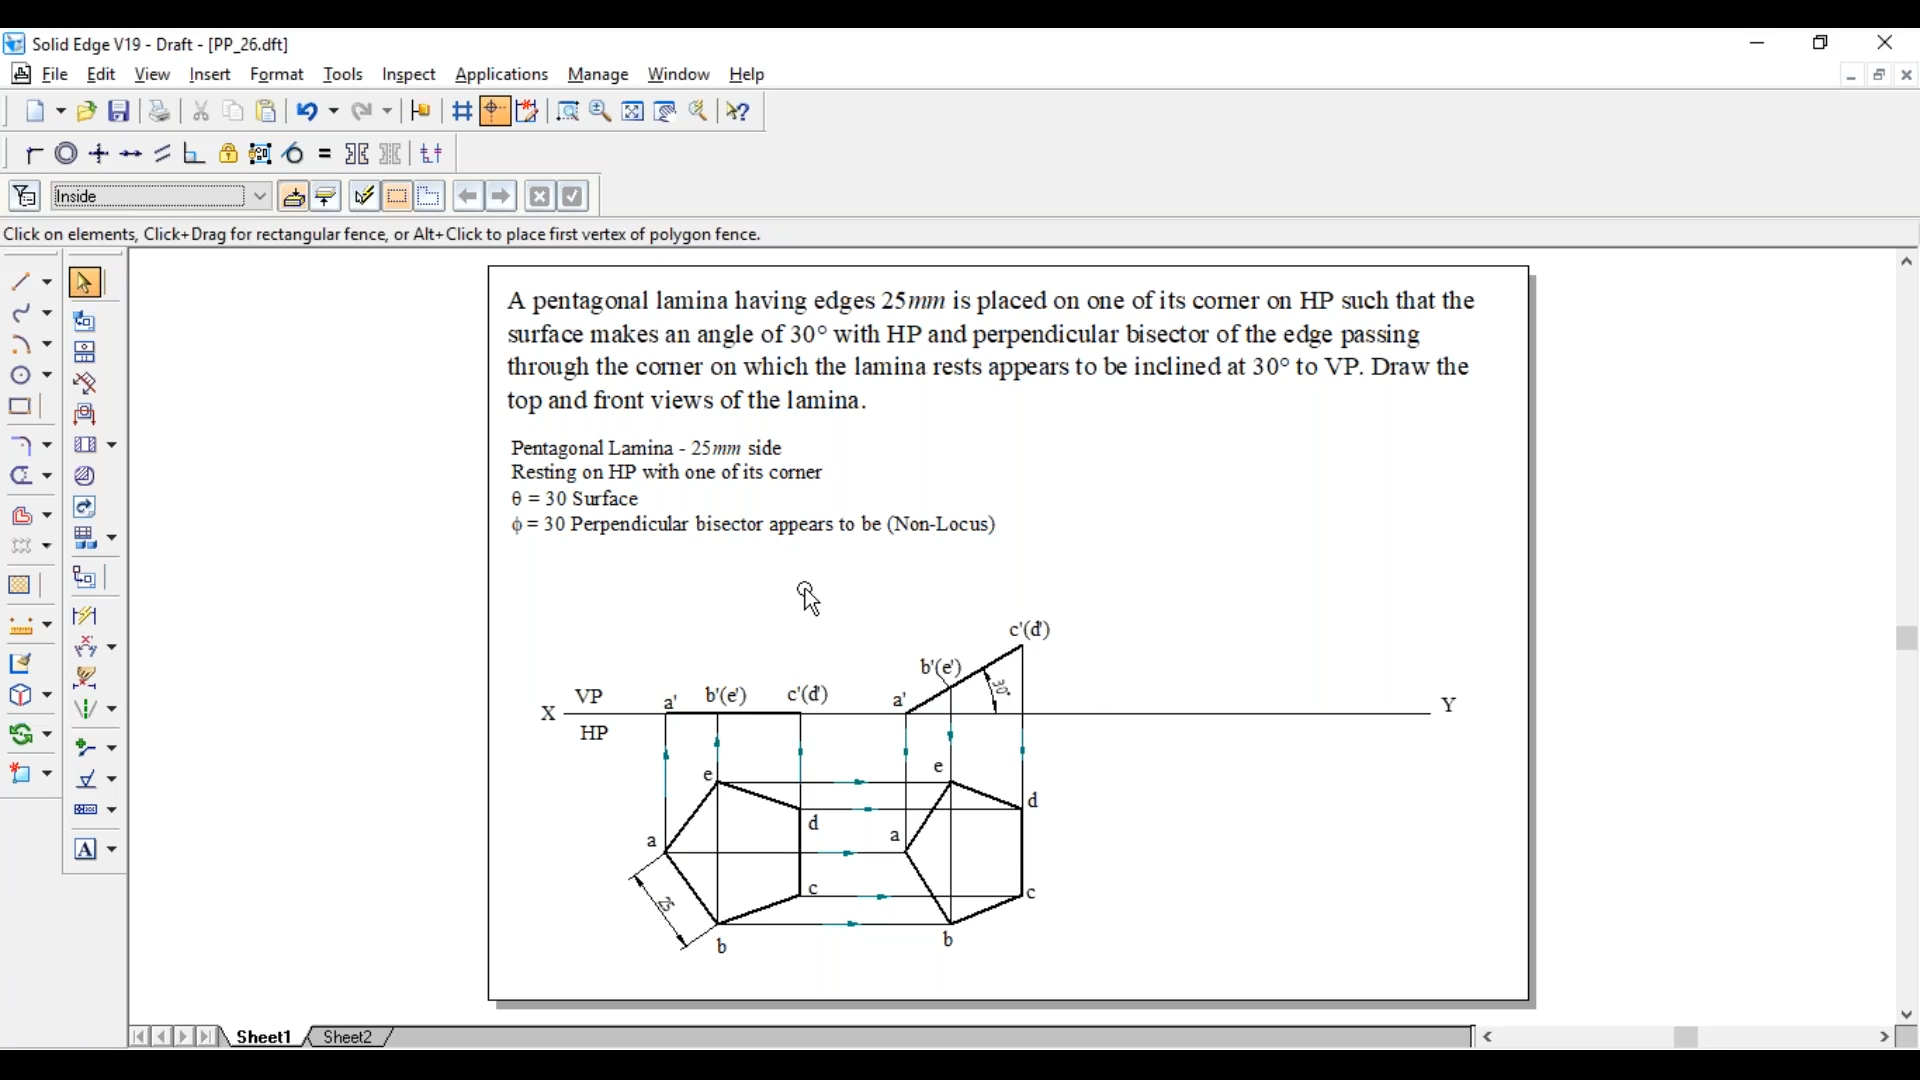 Solid Edge V19 - Draft - [PP_26.dft]
File Edit View Insert Format Tools Inspect Applications Manage Window Help
Inside
Click on elements, Click+Drag for rectangular fence, or Alt+Click to place first vertex of polygon fence.
A pentagonal lamina having edges 25mm is placed on one of its corner on HP such that the
surface makes an angle of 30° with HP and perpendicular bisector of the edge passing
through the corner on which the lamina rests appears to be inclined at 30° to VP. Draw the
top and front views of the lamina.
Pentagonal Lamina - 25mm side
Resting on HP with one of its corner
θ = 30 Surface
ϕ = 30 Perpendicular bisector appears to be (Non-Locus)
c'(d')
b'(e')
30°
VP a' b'(e') c'(d') a'
X Y
HP
e e
d d
a a
c c
25
b b
A
Sheet1 Sheet2